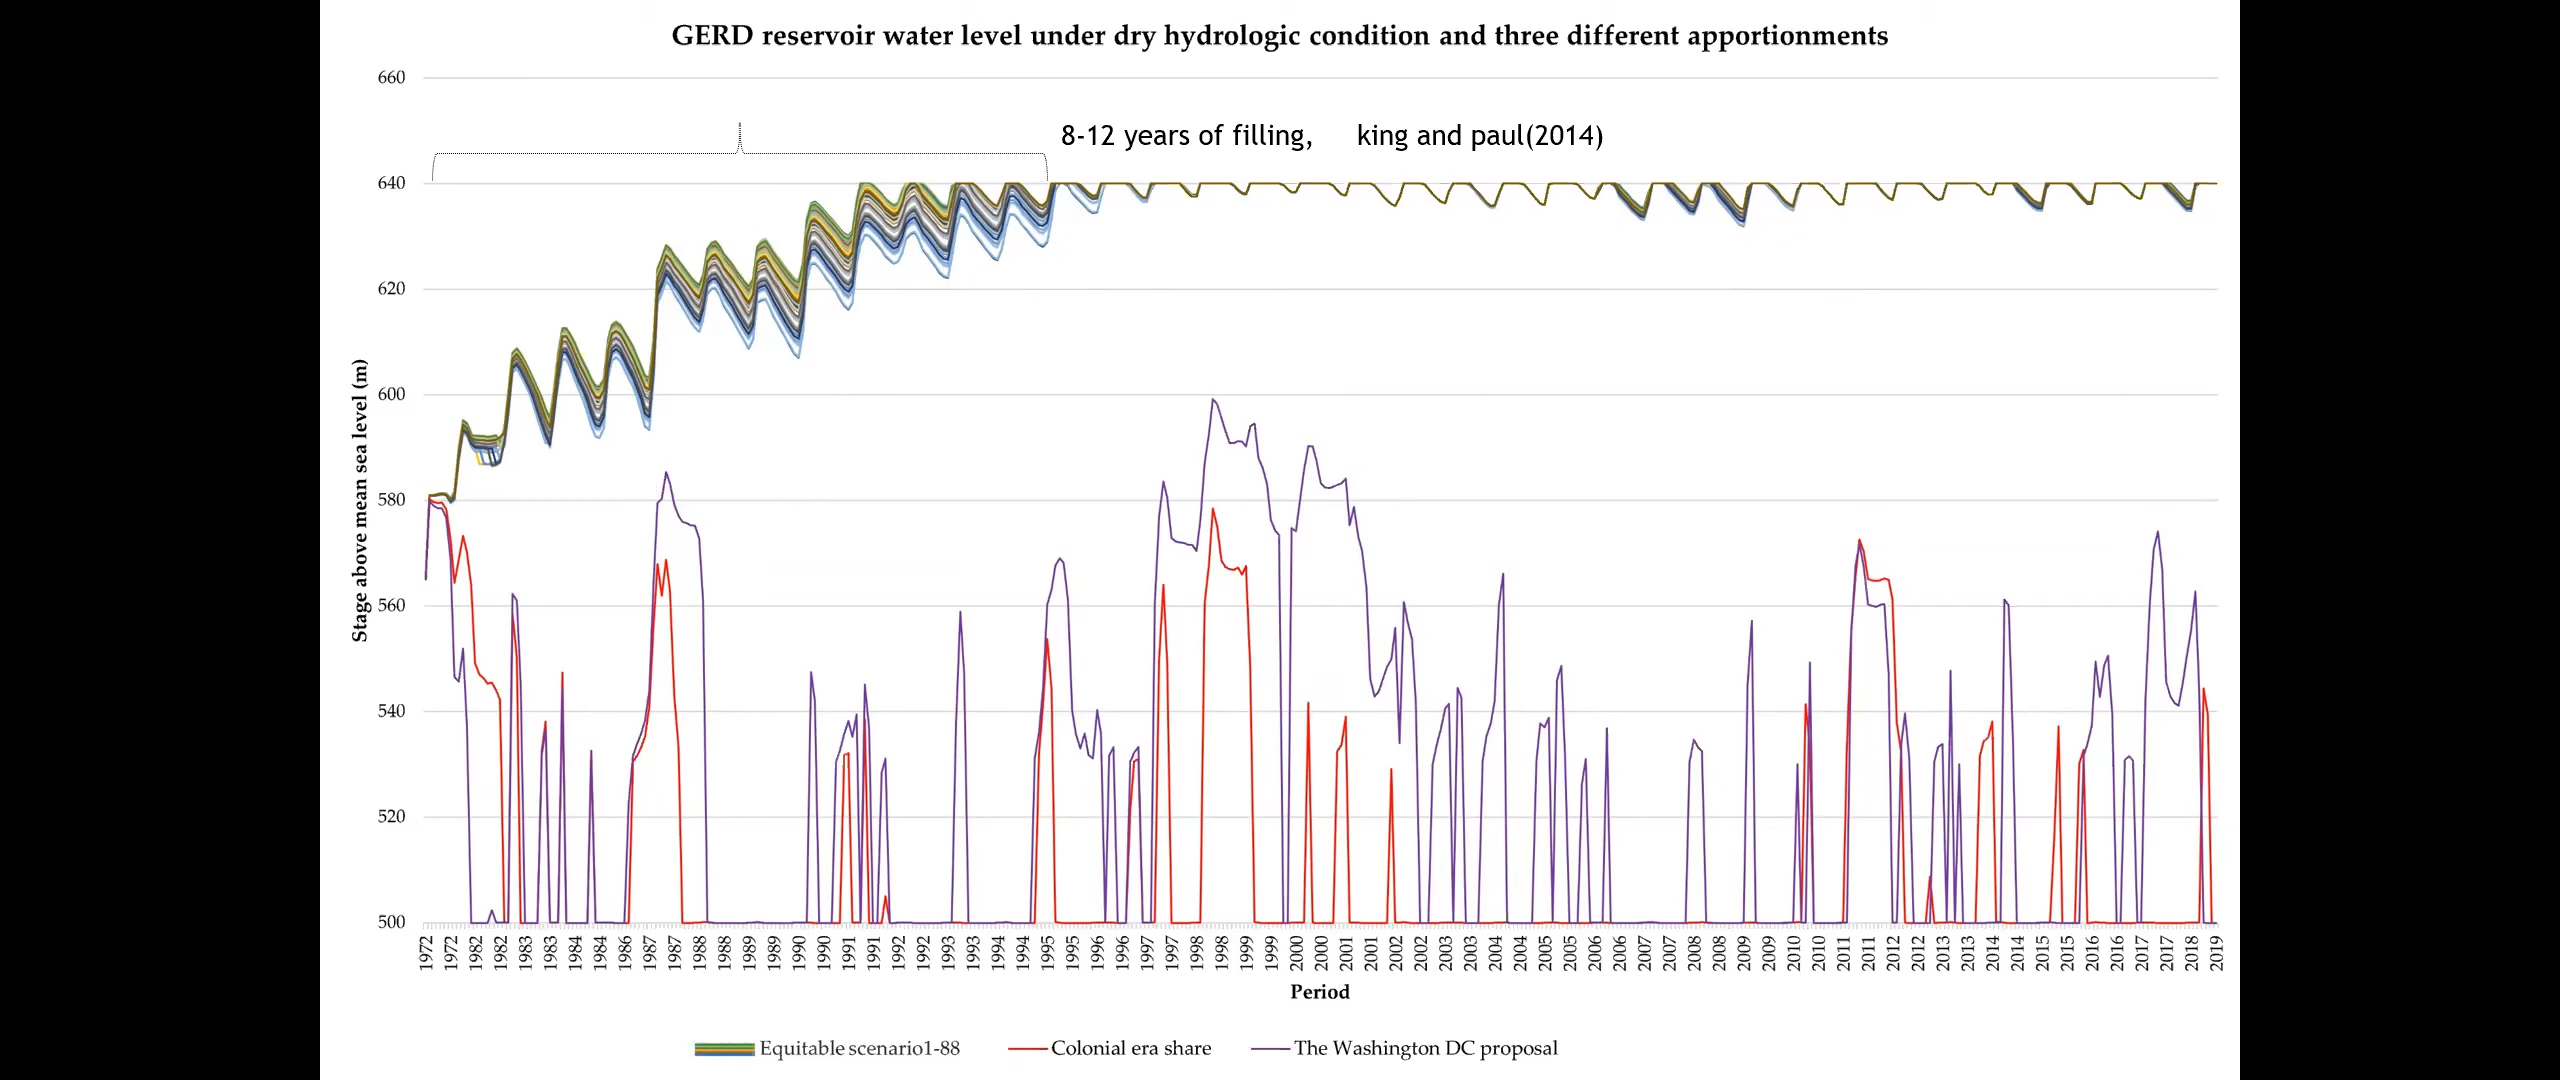 GERD reservoir water level under dry hydrologic condition and three different apportionments
660
8-12 years of filling, king and paul(2014)
640
620
600
580
560
540
520
500
Stage above mean sea level (m)
1972 1972 1982 1982 1983 1983 1984 1984 1986 1987 1987 1988 1988 1989 1989 1990 1990 1991 1991 1992 1992 1993 1993 1994 1994 1995 1995 1996 1996 1997 1997 1998 1998 1999 1999 2000 2000 2001 2001 2002 2002 2003 2003 2004 2004 2005 2005 2006 2006 2007 2007 2008 2008 2009 2009 2010 2010 2011 2011 2012 2012 2013 2013 2014 2014 2015 2015 2016 2016 2017 2017 2018 2019
Period
Equitable scenario1-88 Colonial era share The Washington DC proposal